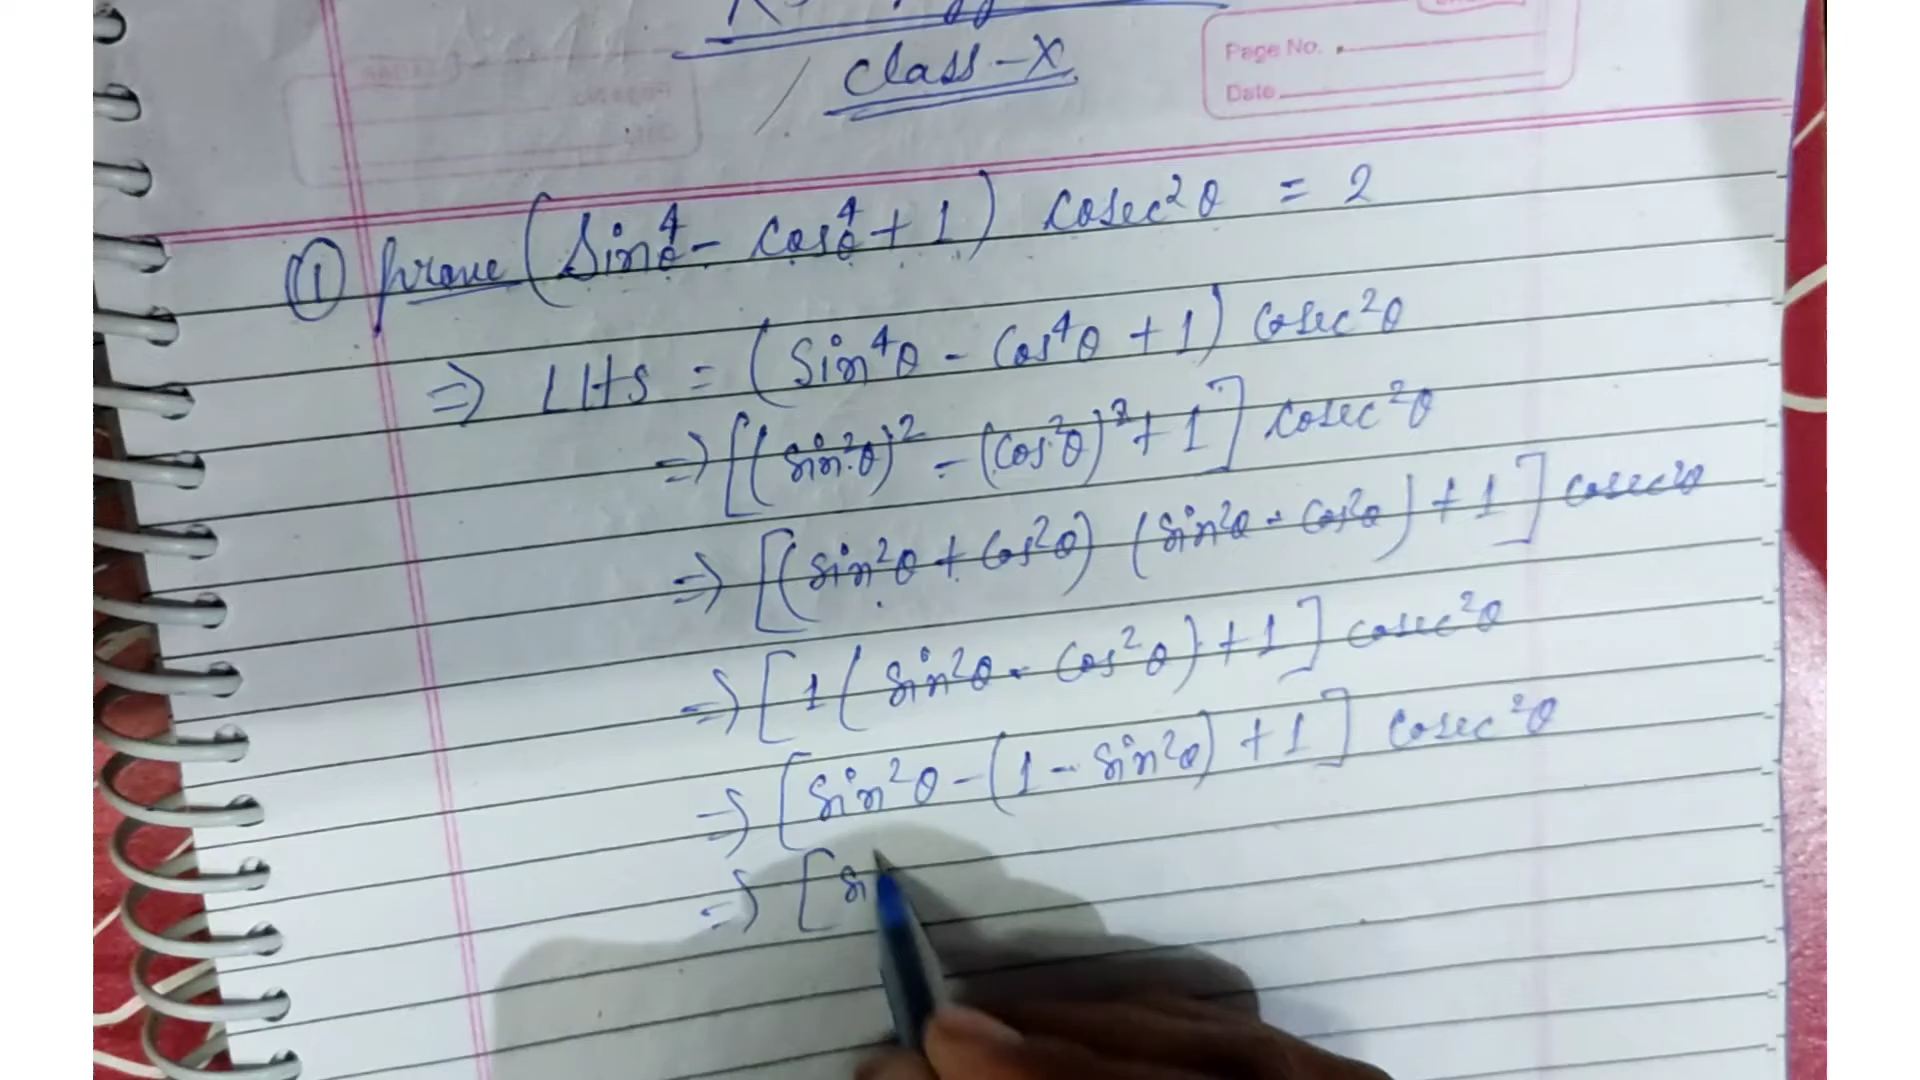 class-X
Page No.
Date
① prove (Sin⁴θ - cos⁴θ + 1) cosec²θ = 2
⇒ LHS = (Sin⁴θ - Cos⁴θ + 1) cosec²θ
⇒ [(sin²θ)² - (cos²θ)² + 1] cosec²θ
⇒ [(sin²θ + cos²θ) (sin²θ - cos²θ) + 1] cosec²θ
⇒ [1 (sin²θ - cos²θ) + 1] cosec²θ
⇒ [sin²θ - (1 - sin²θ) + 1] cosec²θ
⇒ [si